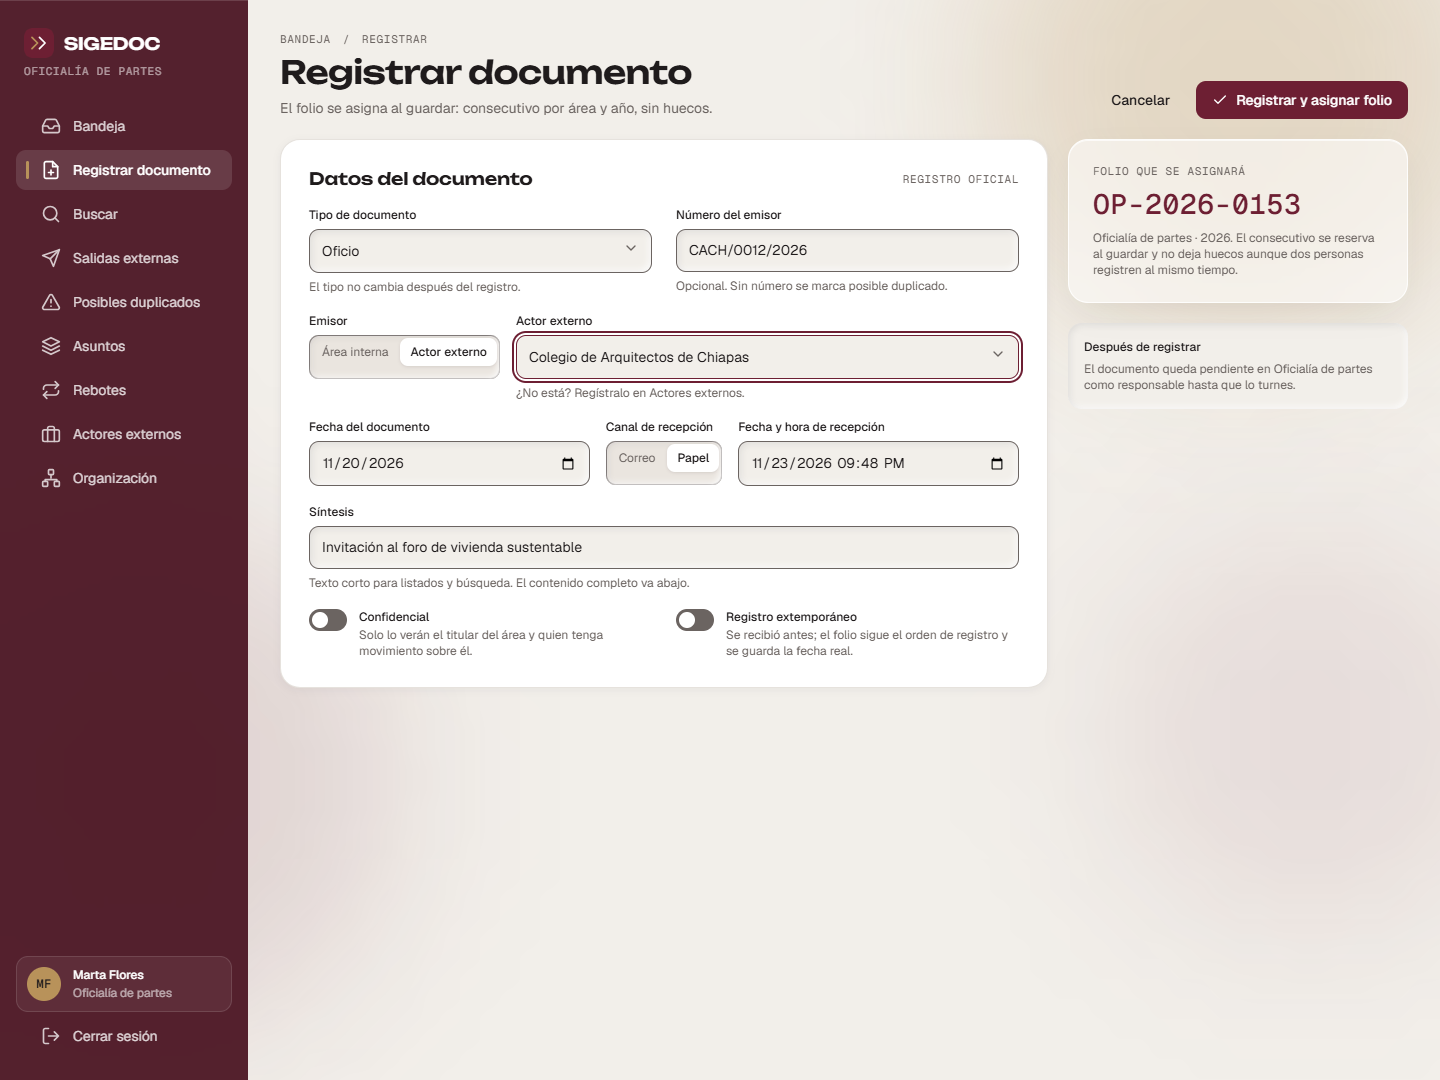 SIGEDOC
OFICIALÍA DE PARTES
Bandeja
Registrar documento
Buscar
Salidas externas
Posibles duplicados
Asuntos
Rebotes
Actores externos
Organización
MF
Marta Flores
Oficialía de partes
Cerrar sesión
BANDEJA / REGISTRAR
Registrar documento
El folio se asigna al guardar: consecutivo por área y año, sin huecos.
Cancelar
Registrar y asignar folio
Datos del documento
REGISTRO OFICIAL
Tipo de documento
Oficio
El tipo no cambia después del registro.
Número del emisor
CACH/0012/2026
Opcional. Sin número se marca posible duplicado.
Emisor
Área interna
Actor externo
Actor externo
Colegio de Arquitectos de Chiapas
¿No está? Regístralo en Actores externos.
Fecha del documento
11/20/2026
Canal de recepción
Correo
Papel
Fecha y hora de recepción
11/23/2026 09:48 PM
Síntesis
Invitación al foro de vivienda sustentable
Texto corto para listados y búsqueda. El contenido completo va abajo.
Confidencial
Solo lo verán el titular del área y quien tenga
movimiento sobre él.
Registro extemporáneo
Se recibió antes; el folio sigue el orden de registro y
se guarda la fecha real.
FOLIO QUE SE ASIGNARÁ
OP-2026-0153
Oficialía de partes · 2026. El consecutivo se reserva
al guardar y no deja huecos aunque dos personas
registren al mismo tiempo.
Después de registrar
El documento queda pendiente en Oficialía de partes
como responsable hasta que lo turnes.